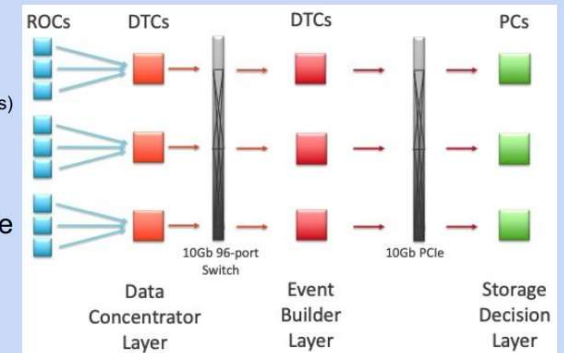 ROCs DTCs DTCs PCs
s)
e
10Gb 96-port
Switch
10Gb PCIe
Data
Concentrator
Layer
Event
Builder
Layer
Storage
Decision
Layer